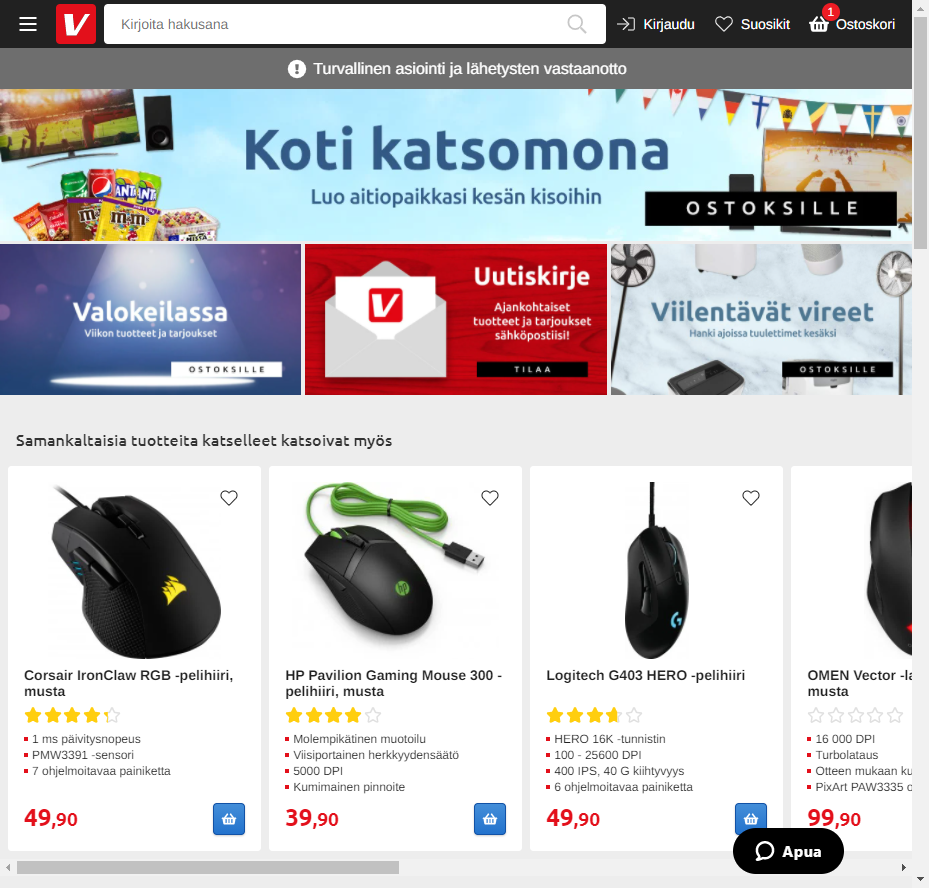 Kirjoita hakusana
Kirjaudu
Suosikit
1
Ostoskori
Turvallinen asiointi ja lähetysten vastaanotto
Koti katsomona
Luo aitiopaikkasi kesän kisoihin
OSTOKSILLE
Valokeilassa
Viikon tuotteet ja tarjoukset
OSTOKSILLE
Uutiskirje
Ajankohtaiset
tuotteet ja tarjoukset
sähköpostiisi!
TILAA
Viilentävät vireet
Hanki ajoissa tuulettimet kesäksi
OSTOKSILLE
Samankaltaisia tuotteita katselleet katsoivat myös
Corsair IronClaw RGB -pelihiiri,
musta
1 ms päivitysnopeus
PMW3391 -sensori
7 ohjelmoitavaa painiketta
49,90
HP Pavilion Gaming Mouse 300 -
pelihiiri, musta
Molempikätinen muotoilu
Viisiportainen herkkyydensäätö
5000 DPI
Kumimainen pinnoite
39,90
Logitech G403 HERO -pelihiiri
HERO 16K -tunnistin
100 - 25600 DPI
400 IPS, 40 G kiihtyvyys
6 ohjelmoitavaa painiketta
49,90
OMEN Vector -la
musta
16 000 DPI
Turbolataus
Otteen mukaan ku
PixArt PAW3335 o
99,90
Apua